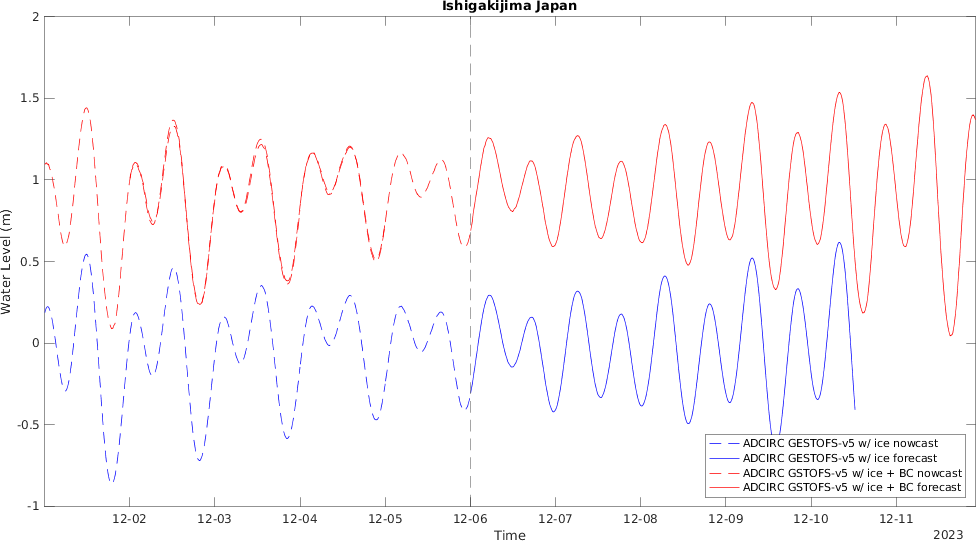 Ishigakijima Japan
2
1.5
1
0.5
0
-0.5
-1
Water Level (m)
12-02 12-03 12-04 12-05 12-06 12-07 12-08 12-09 12-10 12-11
Time
2023
ADCIRC GESTOFS-v5 w/ ice nowcast
ADCIRC GESTOFS-v5 w/ ice forecast
ADCIRC GSTOFS-v5 w/ ice + BC nowcast
ADCIRC GSTOFS-v5 w/ ice + BC forecast